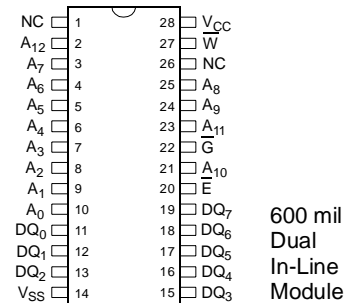 NC 1 28 VCC
A12 2 27 W
A7 3 26 NC
A6 4 25 A8
A5 5 24 A9
A4 6 23 A11
A3 7 22 G
A2 8 21 A10
A1 9 20 E
A0 10 19 DQ7
DQ0 11 18 DQ6
DQ1 12 17 DQ5
DQ2 13 16 DQ4
VSS 14 15 DQ3
600 mil
Dual
In-Line
Module